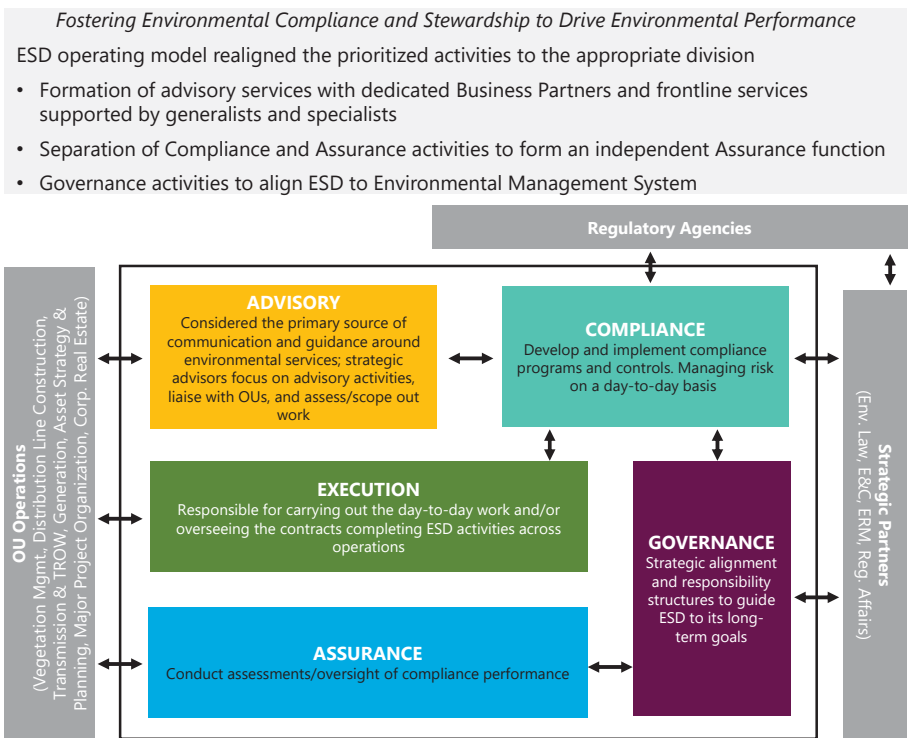 Fostering Environmental Compliance and Stewardship to Drive Environmental Performance
ESD operating model realigned the prioritized activities to the appropriate division
• Formation of advisory services with dedicated Business Partners and frontline services
supported by generalists and specialists
• Separation of Compliance and Assurance activities to form an independent Assurance function
• Governance activities to align ESD to Environmental Management System
Regulatory Agencies
OU Operations
(Vegetation Mgmt., Distribution Line Construction,
Transmission & TROW, Generation, Asset Strategy &
Planning, Major Project Organization, Corp. Real Estate)
ADVISORY
Considered the primary source of
communication and guidance around
environmental services; strategic
advisors focus on advisory activities,
liaise with OUs, and assess/scope out
work
COMPLIANCE
Develop and implement compliance
programs and controls. Managing risk
on a day-to-day basis
EXECUTION
Responsible for carrying out the day-to-day work and/or
overseeing the contracts completing ESD activities across
operations
GOVERNANCE
Strategic alignment
and responsibility
structures to guide
ESD to its long-
term goals
ASSURANCE
Conduct assessments/oversight of compliance performance
Strategic Partners
(Env. Law, E&C, ERM, Reg. Affairs)